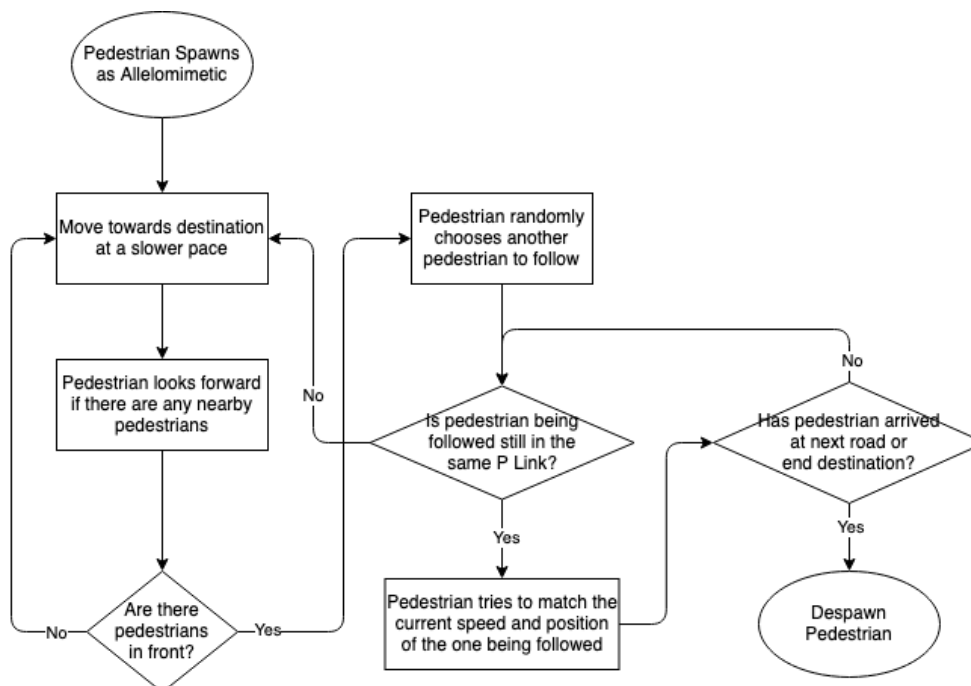 Pedestrian Spawns
as Allelomimetic
Move towards destination
at a slower pace
Pedestrian looks forward
if there are any nearby
pedestrians
Are there
pedestrians
in front?
No
Yes
Pedestrian randomly
chooses another
pedestrian to follow
Is pedestrian being
followed still in the
same P Link?
No
Yes
Pedestrian tries to match the
current speed and position
of the one being followed
Has pedestrian arrived
at next road or
end destination?
No
Yes
Despawn
Pedestrian